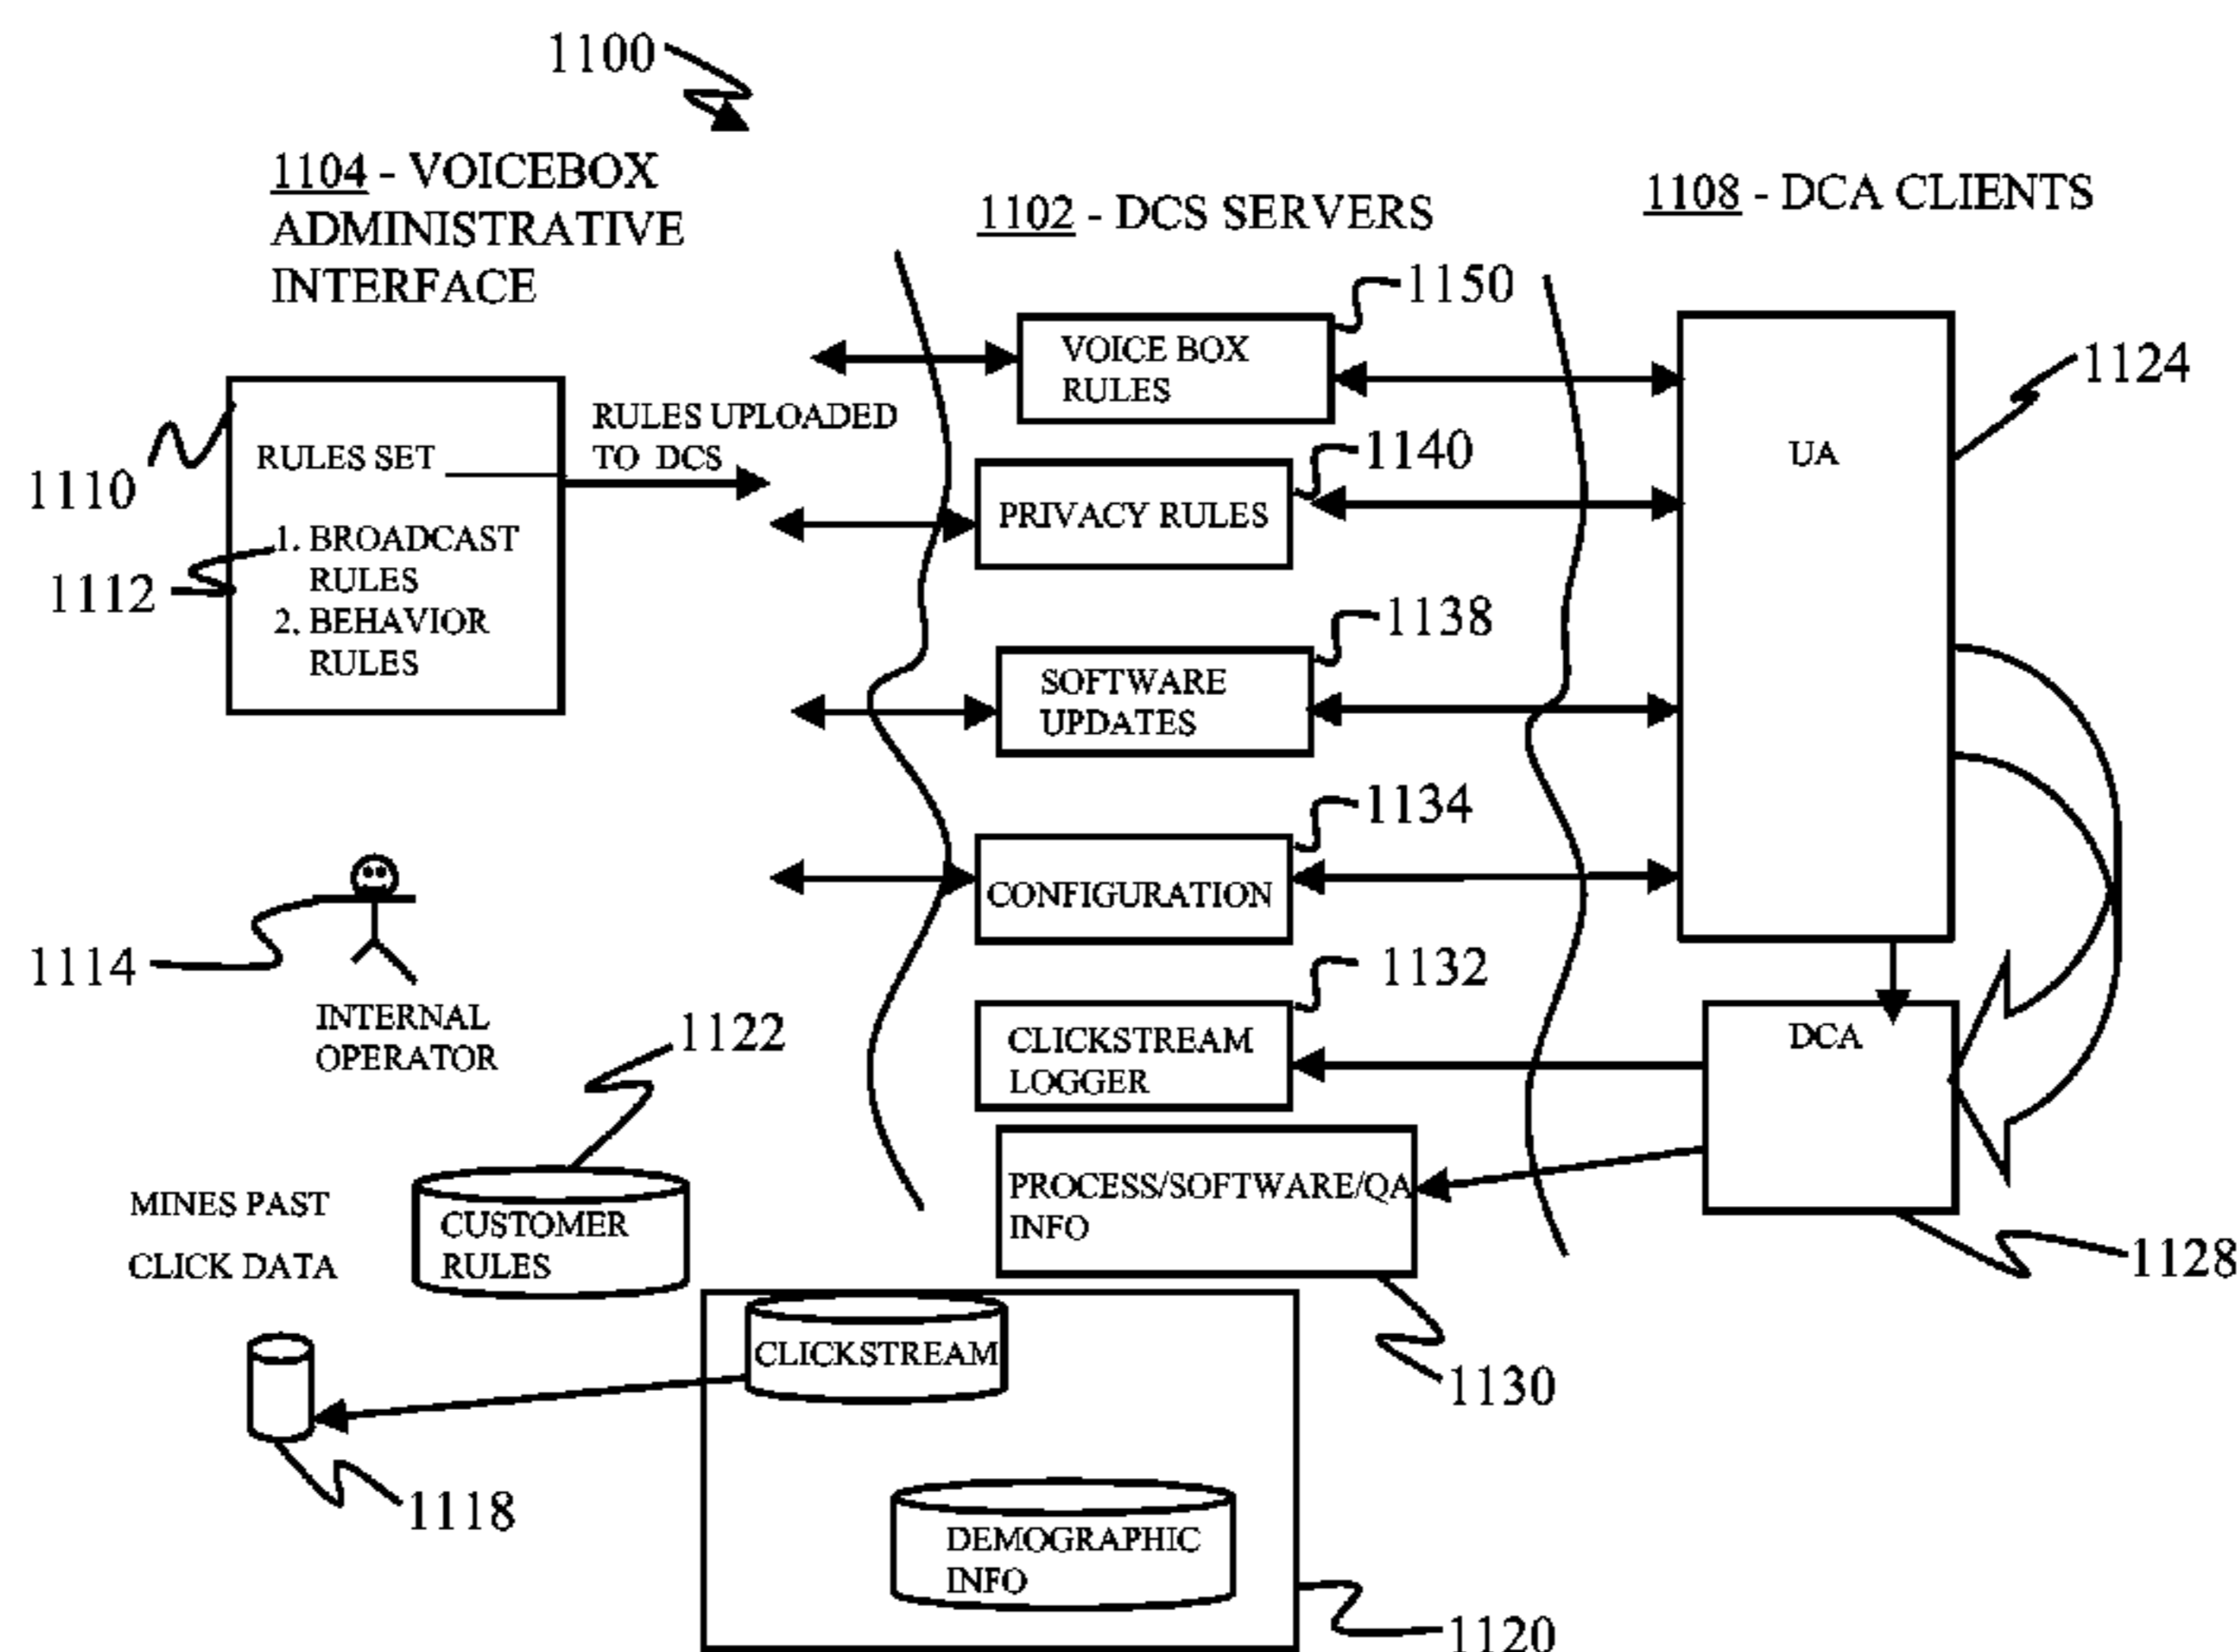 1100
1104 - VOICEBOX
ADMINISTRATIVE
INTERFACE
1102 - DCS SERVERS
1108 - DCA CLIENTS
1150
VOICE BOX
RULES
1124
UA
RULES UPLOADED
TO DCS
RULES SET
1110
1. BROADCAST
RULES
2. BEHAVIOR
RULES
1112
1140
PRIVACY RULES
1138
SOFTWARE
UPDATES
1134
CONFIGURATION
1114
INTERNAL
OPERATOR
1132
CLICKSTREAM
LOGGER
DCA
1122
CUSTOMER
RULES
MINES PAST
CLICK DATA
PROCESS/SOFTWARE/QA
INFO
1128
1130
CLICKSTREAM
1118
DEMOGRAPHIC
INFO
1120